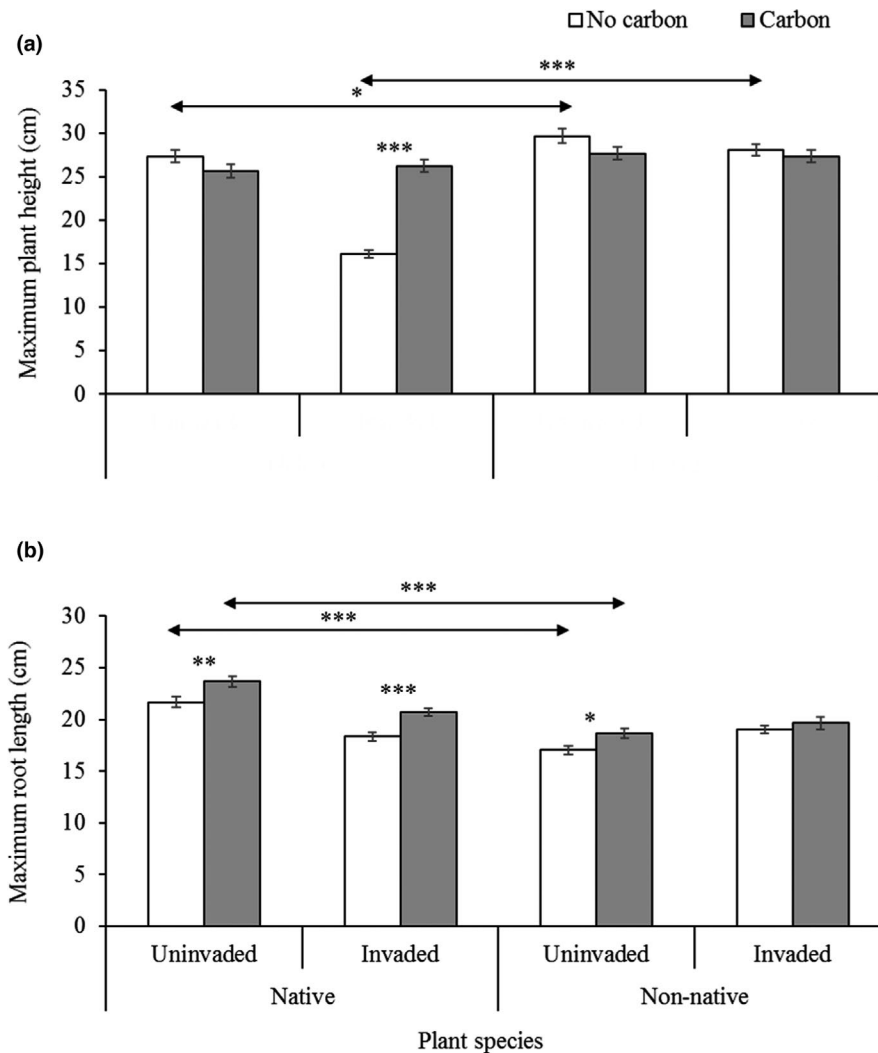 No carbon Carbon
(a)
Maximum plant height (cm)
35
30
25
20
15
10
5
0
*
***
***
(b)
Maximum root length (cm)
30
25
20
15
10
5
0
***
***
**
***
*
Uninvaded Invaded Uninvaded Invaded
Native Non-native
Plant species